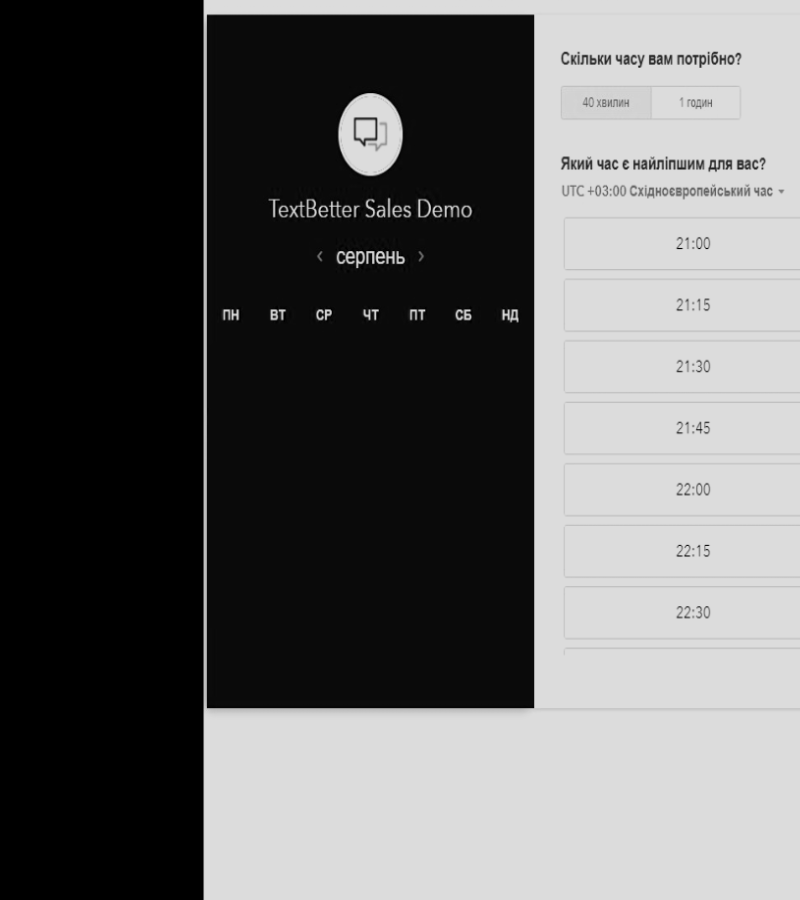 TextBetter Sales Demo
серпень
ПН ВТ СР ЧТ ПТ СБ НД
Скільки часу вам потрібно?
40 хвилин 1 годин
Який час є найліпшим для вас?
UTC +03:00 Східноєвропейський час
21:00
21:15
21:30
21:45
22:00
22:15
22:30